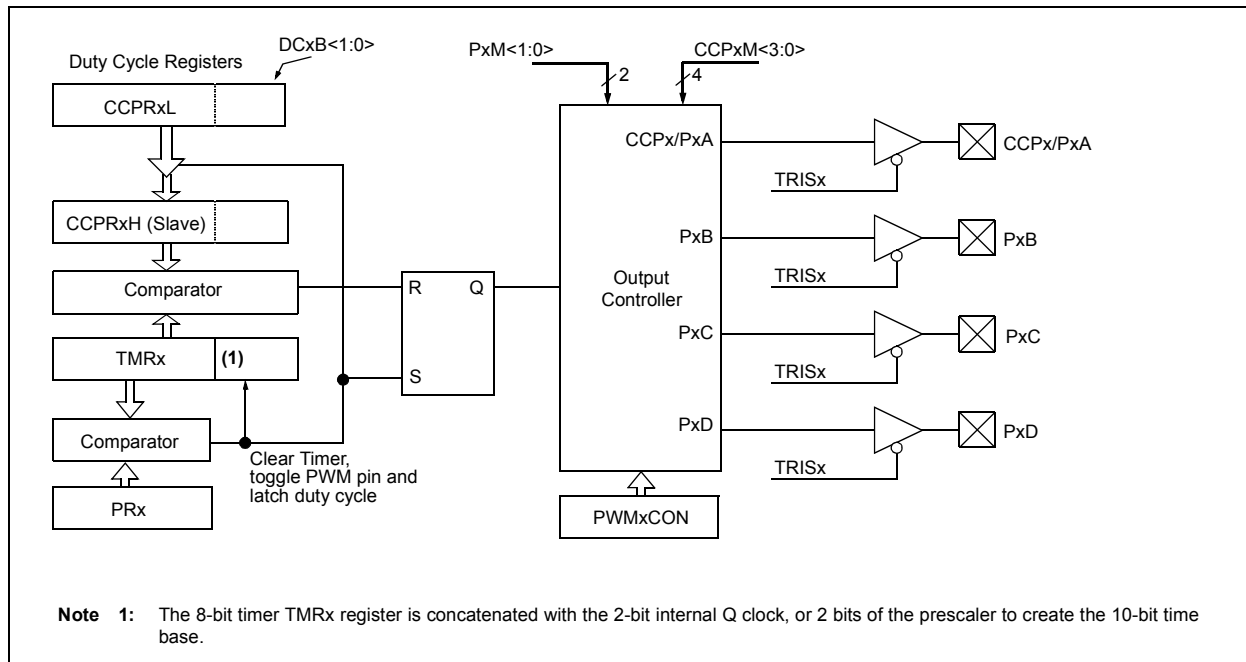 DCxB<1:0>
Duty Cycle Registers
CCPRxL
CCPRxH (Slave)
Comparator
TMRx
(1)
Comparator
PRx
Clear Timer,
toggle PWM pin and
latch duty cycle
R
Q
S
PxM<1:0>
2
CCPxM<3:0>
4
Output
Controller
CCPx/PxA
PxB
PxC
PxD
PWMxCON
TRISx
CCPx/PxA
TRISx
PxB
TRISx
PxC
TRISx
PxD
Note 1: The 8-bit timer TMRx register is concatenated with the 2-bit internal Q clock, or 2 bits of the prescaler to create the 10-bit time
base.